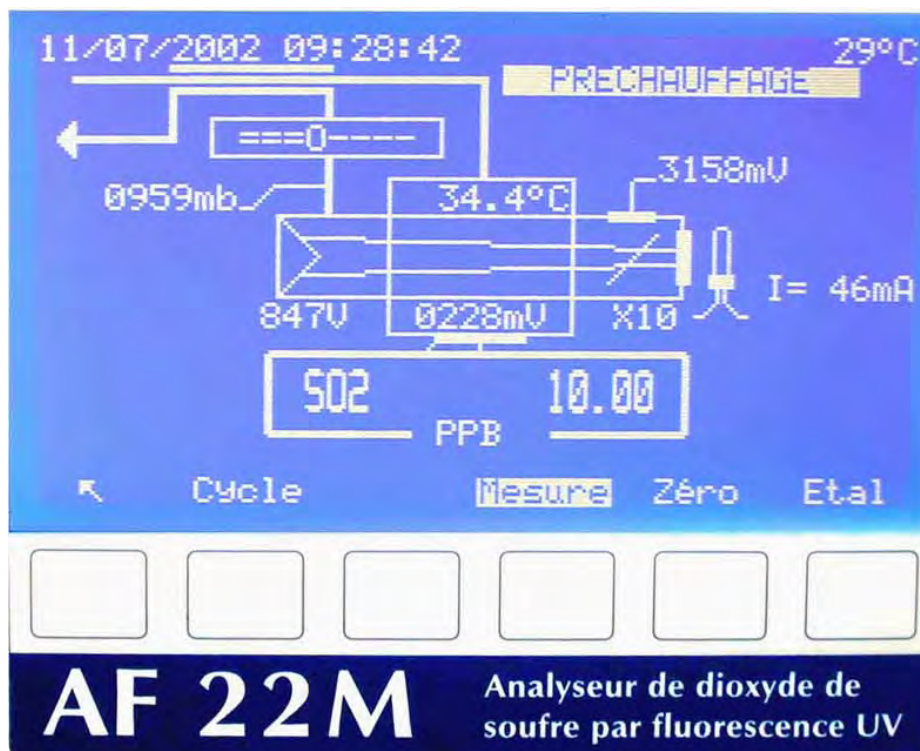 11/07/2002 09:28:42
29°C
PRECHAUFFAGE
===O----
3158mV
0959mb
34.4°C
I= 46mA
847V
0228mV
X10
SO2
10.00
PPB
↖ Cycle Mesure Zéro Etal
AF 22M
Analyseur de dioxyde de
soufre par fluorescence UV